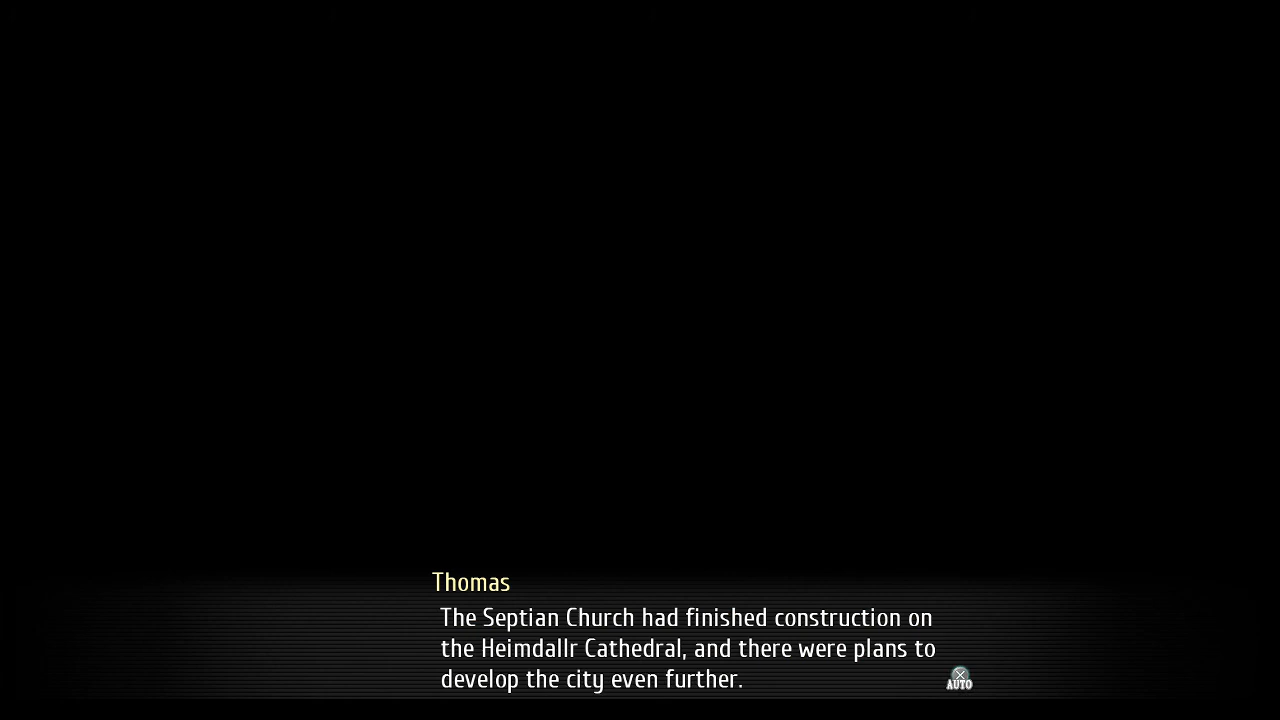 Thomas
The Septian Church had finished construction on
the Heimdallr Cathedral, and there were plans to
develop the city even further.
AUTO